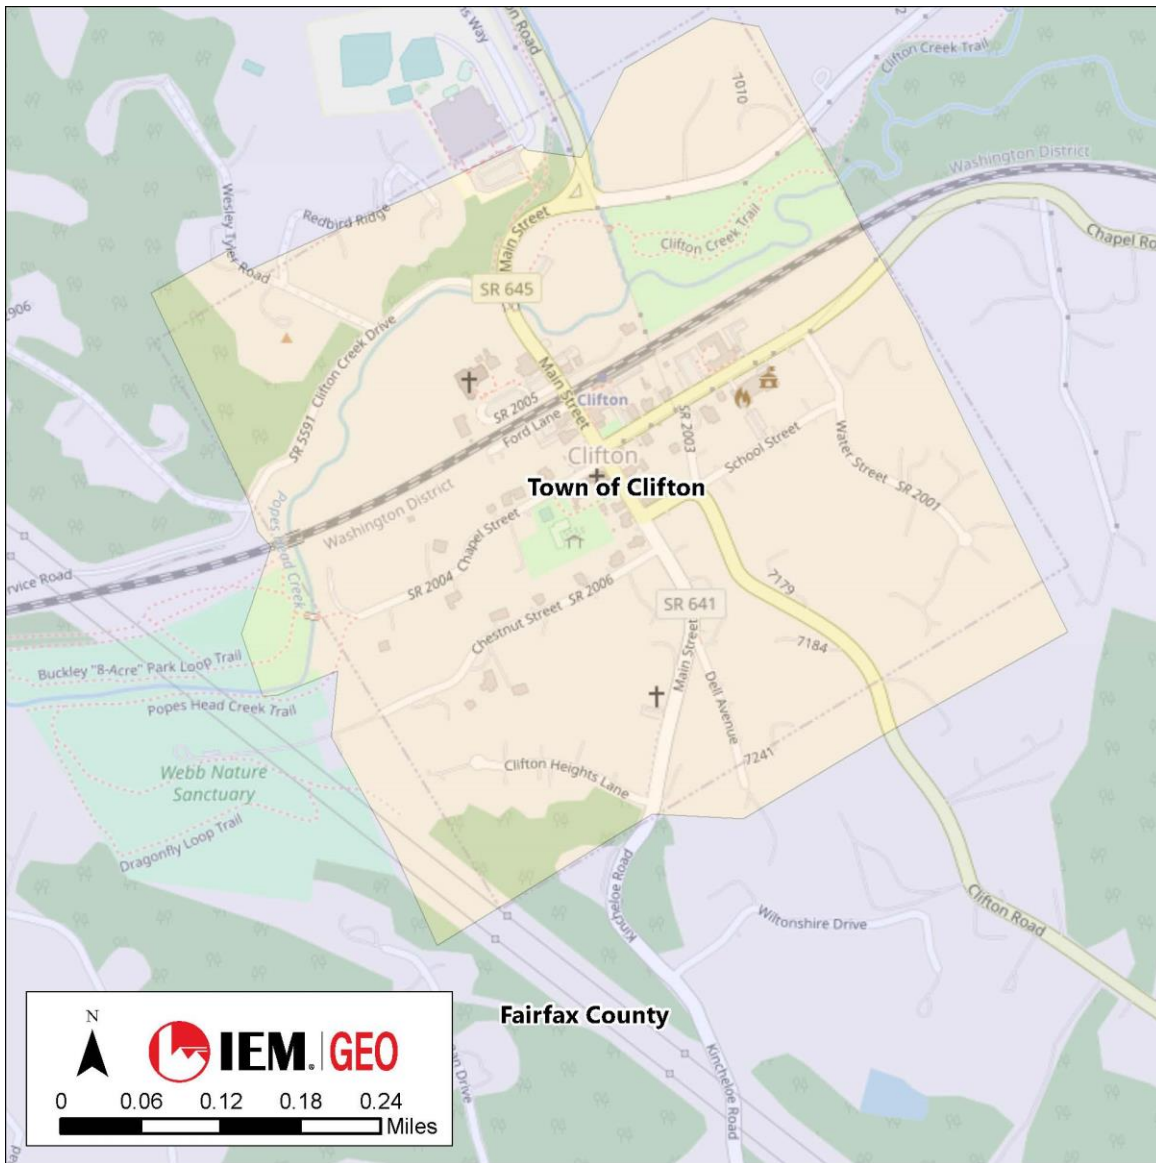 Clifton Creek Trail
7010
Washington District
Wesley Tyler Road
Redbird Ridge
Main Street
Clifton Creek Trail
Chapel Ro
SR 645
2906
SR 5591 Clifton Creek Drive
Main Street
Clifton
SR 2005
Ford Lane
SR 2003
Clifton
School Street
Water Street SR 2001
Town of Clifton
Washington District
Popes Head Creek
SR 2004 Chapel Street
rvice Road
7179
Chestnut Street SR 2006
SR 641
7184
Main Street
Buckley "8-Acre" Park Loop Trail
Popes Head Creek Trail
Dell Avenue
7241
Webb Nature
Sanctuary
Clifton Heights Lane
Dragonfly Loop Trail
Kincheloe Road
Wiltonshire Drive
Clifton Road
Fairfax County
N
IEM. GEO
0 0.06 0.12 0.18 0.24
Miles
Kincheloe Road